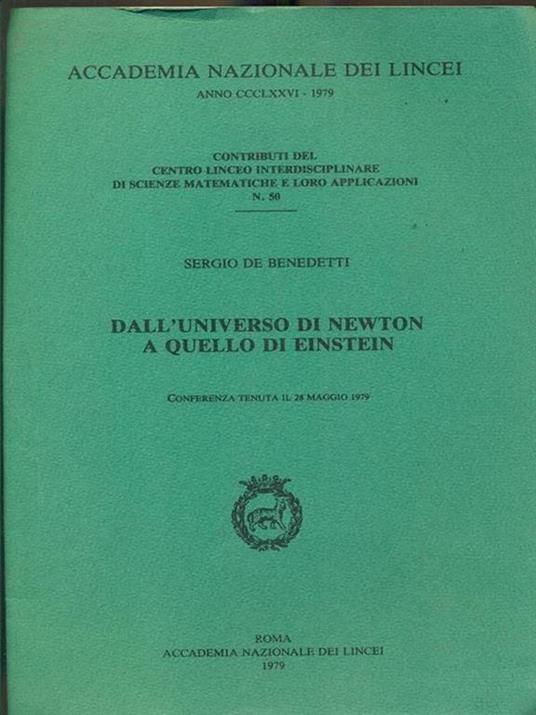 ACCADEMIA NAZIONALE DEI LINCEI
ANNO CCCLXXVI - 1979
CONTRIBUTI DEL
CENTRO LINCEO INTERDISCIPLINARE
DI SCIENZE MATEMATICHE E LORO APPLICAZIONI
N. 50
SERGIO DE BENEDETTI
DALL'UNIVERSO DI NEWTON
A QUELLO DI EINSTEIN
CONFERENZA TENUTA IL 28 MAGGIO 1979
ROMA
ACCADEMIA NAZIONALE DEI LINCEI
1979